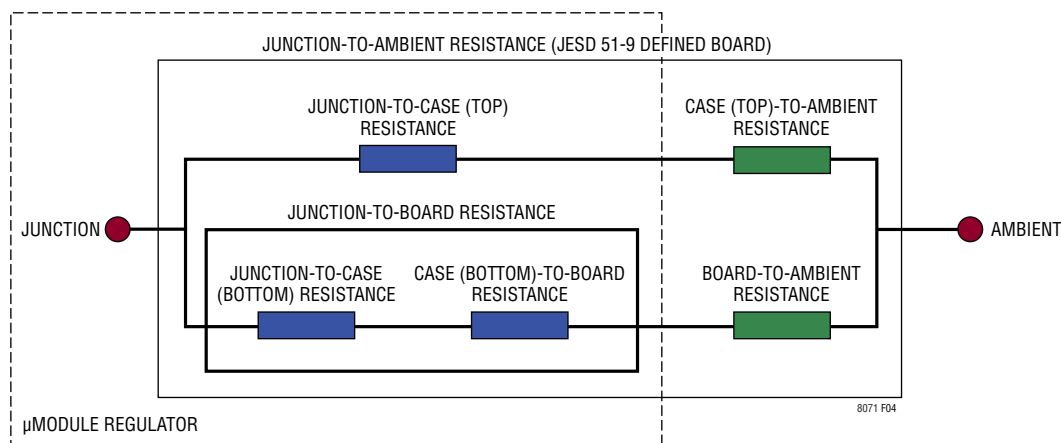 JUNCTION-TO-AMBIENT RESISTANCE (JESD 51-9 DEFINED BOARD)
JUNCTION-TO-CASE (TOP)
RESISTANCE
CASE (TOP)-TO-AMBIENT
RESISTANCE
JUNCTION
JUNCTION-TO-BOARD RESISTANCE
AMBIENT
JUNCTION-TO-CASE
(BOTTOM) RESISTANCE
CASE (BOTTOM)-TO-BOARD
RESISTANCE
BOARD-TO-AMBIENT
RESISTANCE
8071 F04
µMODULE REGULATOR